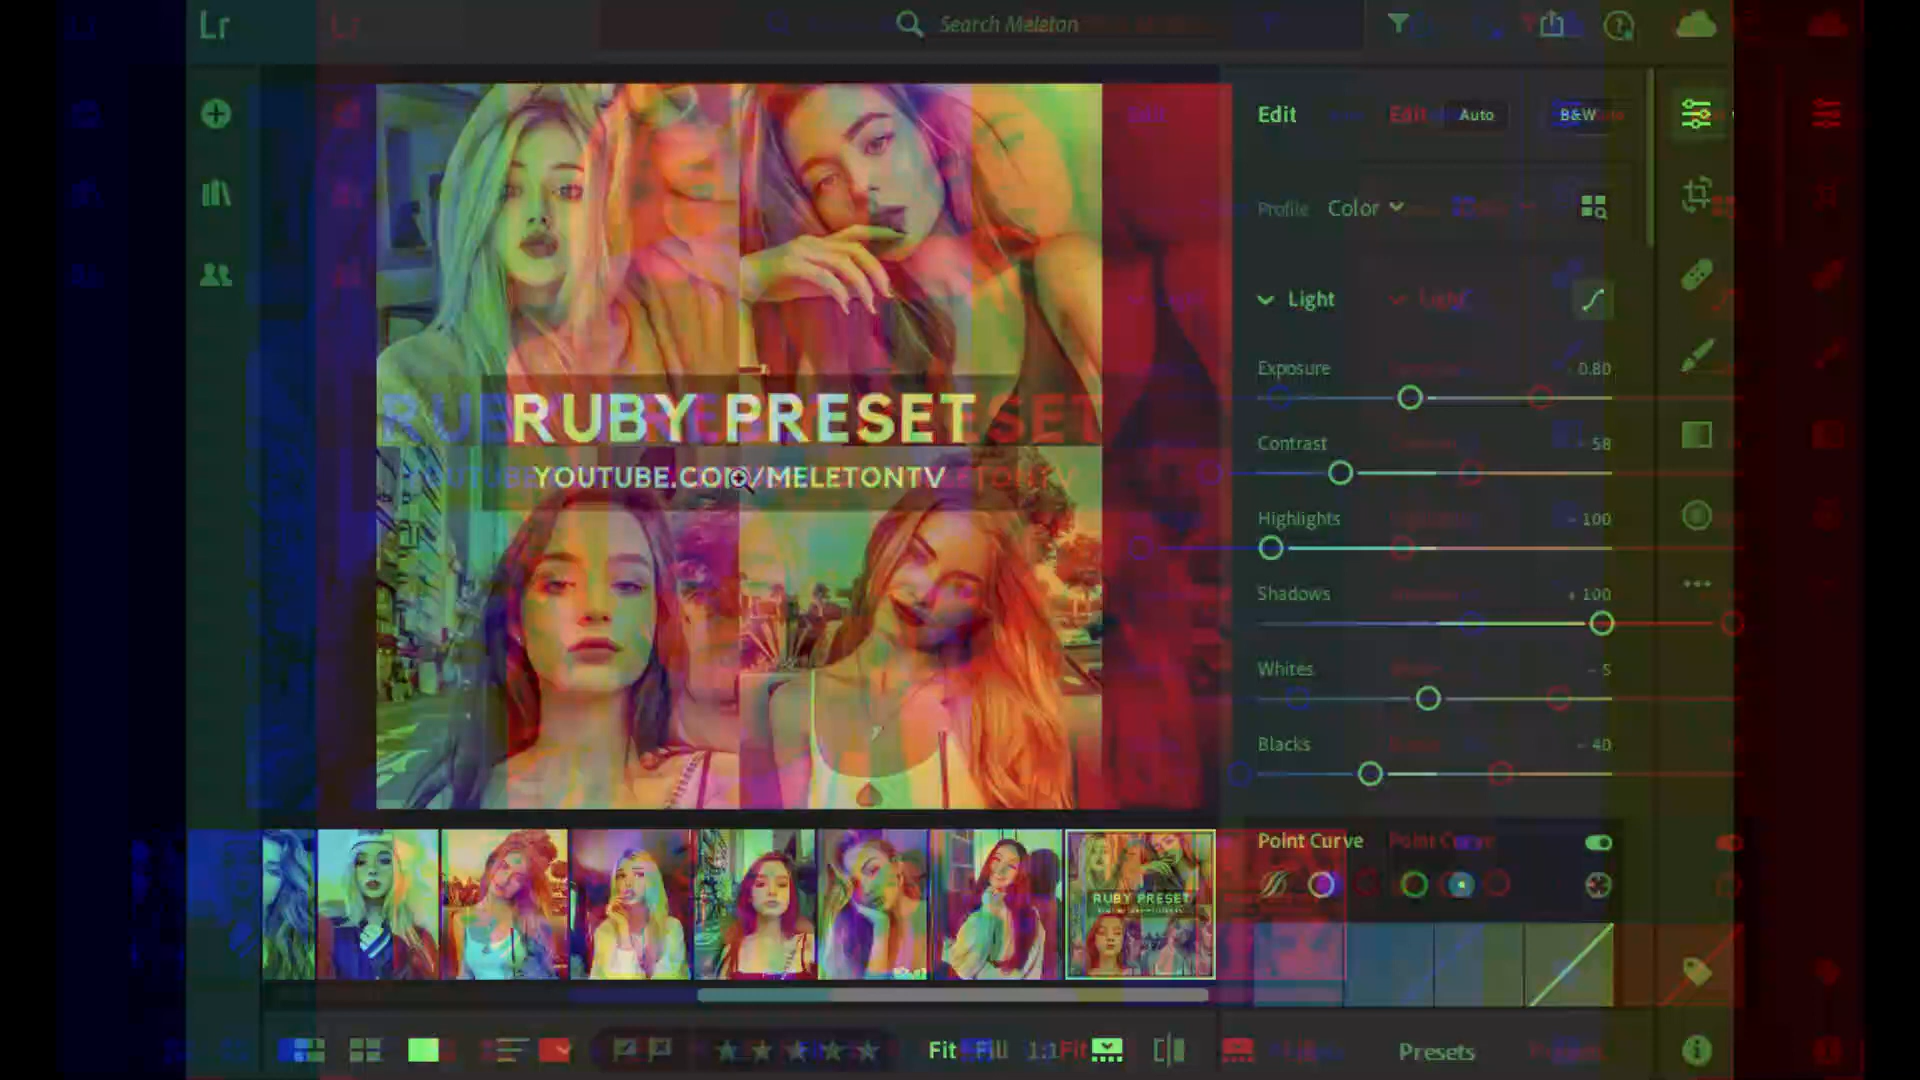 Lr
Search Meleton
Edit
Auto
B&W
Profile
Color
Light
Exposure
- 0.80
Contrast
- 58
Highlights
- 100
Shadows
+ 100
Whites
- 5
Blacks
- 40
RUBY PRESET
YOUTUBE.COM/MELETONTV
Point Curve
RUBY PRESET
Fit
Fill
1:1
Presets